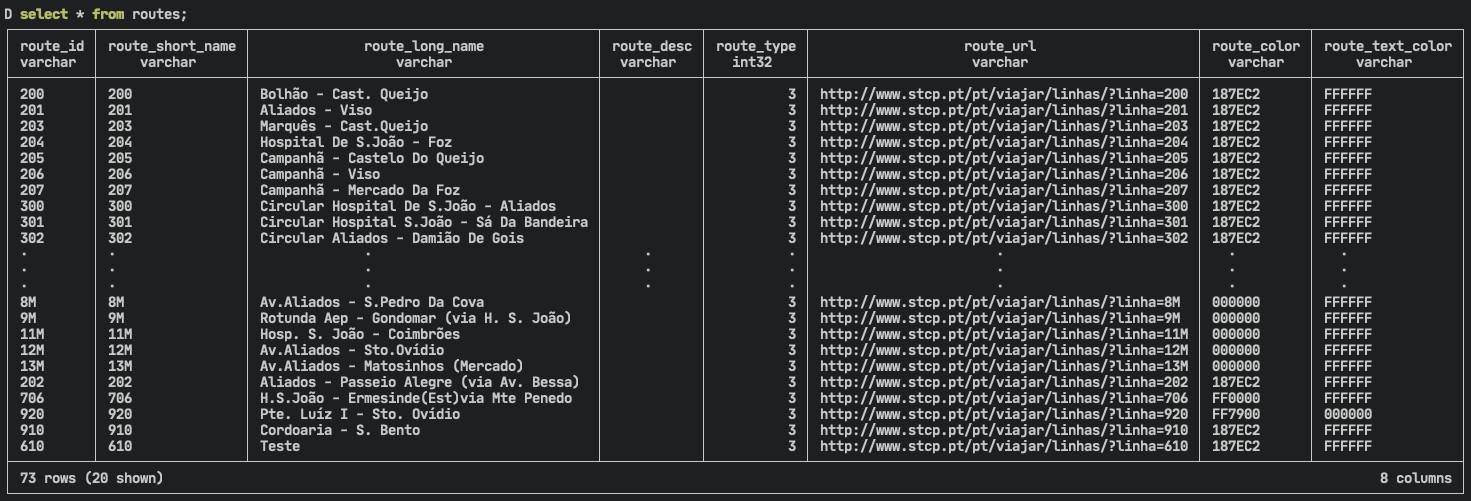 D select * from routes;
route_id route_short_name route_long_name route_desc route_type route_url route_color route_text_color
varchar varchar varchar varchar int32 varchar varchar varchar
200 200 Bolhão - Cast. Queijo 3 http://www.stcp.pt/pt/viajar/linhas/?linha=200 187EC2 FFFFFF
201 201 Aliados - Viso 3 http://www.stcp.pt/pt/viajar/linhas/?linha=201 187EC2 FFFFFF
203 203 Marquês - Cast.Queijo 3 http://www.stcp.pt/pt/viajar/linhas/?linha=203 187EC2 FFFFFF
204 204 Hospital De S.João - Foz 3 http://www.stcp.pt/pt/viajar/linhas/?linha=204 187EC2 FFFFFF
205 205 Campanhã - Castelo Do Queijo 3 http://www.stcp.pt/pt/viajar/linhas/?linha=205 187EC2 FFFFFF
206 206 Campanhã - Viso 3 http://www.stcp.pt/pt/viajar/linhas/?linha=206 187EC2 FFFFFF
207 207 Campanhã - Mercado Da Foz 3 http://www.stcp.pt/pt/viajar/linhas/?linha=207 187EC2 FFFFFF
300 300 Circular Hospital De S.João - Aliados 3 http://www.stcp.pt/pt/viajar/linhas/?linha=300 187EC2 FFFFFF
301 301 Circular Hospital S.João - Sá Da Bandeira 3 http://www.stcp.pt/pt/viajar/linhas/?linha=301 187EC2 FFFFFF
302 302 Circular Aliados - Damião De Gois 3 http://www.stcp.pt/pt/viajar/linhas/?linha=302 187EC2 FFFFFF
· · · · · · · ·
· · · · · · · ·
· · · · · · · ·
8M 8M Av.Aliados - S.Pedro Da Cova 3 http://www.stcp.pt/pt/viajar/linhas/?linha=8M 000000 FFFFFF
9M 9M Rotunda Aep - Gondomar (via H. S. João) 3 http://www.stcp.pt/pt/viajar/linhas/?linha=9M 000000 FFFFFF
11M 11M Hosp. S. João - Coimbrões 3 http://www.stcp.pt/pt/viajar/linhas/?linha=11M 000000 FFFFFF
12M 12M Av.Aliados - Sto.Ovídio 3 http://www.stcp.pt/pt/viajar/linhas/?linha=12M 000000 FFFFFF
13M 13M Av.Aliados - Matosinhos (Mercado) 3 http://www.stcp.pt/pt/viajar/linhas/?linha=13M 000000 FFFFFF
202 202 Aliados - Passeio Alegre (via Av. Bessa) 3 http://www.stcp.pt/pt/viajar/linhas/?linha=202 187EC2 FFFFFF
706 706 H.S.João - Ermesinde(Est)via Mte Penedo 3 http://www.stcp.pt/pt/viajar/linhas/?linha=706 FF0000 FFFFFF
920 920 Pte. Luíz I - Sto. Ovídio 3 http://www.stcp.pt/pt/viajar/linhas/?linha=920 FF7900 000000
910 910 Cordoaria - S. Bento 3 http://www.stcp.pt/pt/viajar/linhas/?linha=910 187EC2 FFFFFF
610 610 Teste 3 http://www.stcp.pt/pt/viajar/linhas/?linha=610 187EC2 FFFFFF
73 rows (20 shown) 8 columns